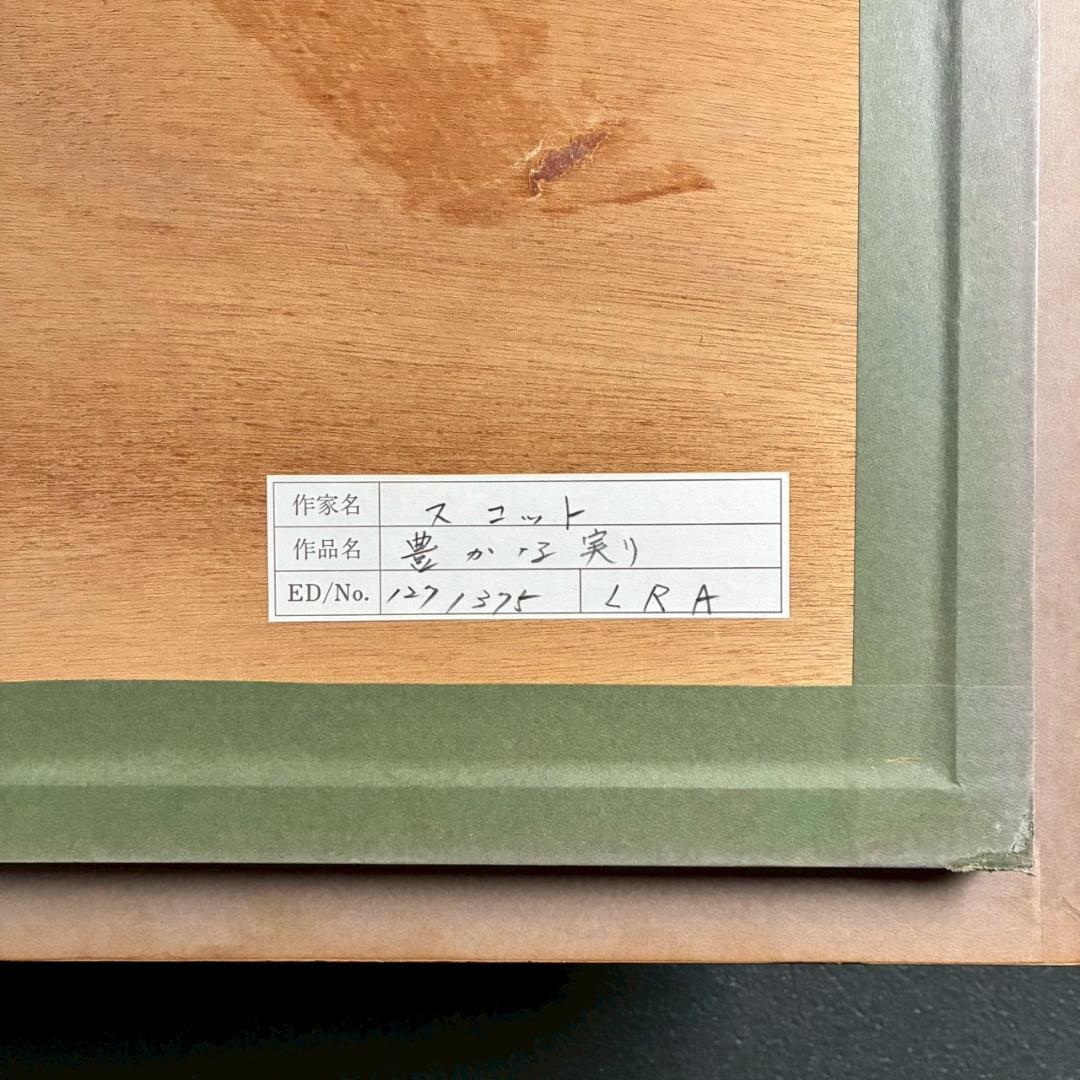 作家名 スコット
作品名 豊かなる実り
ED/No. 127/375 LRA